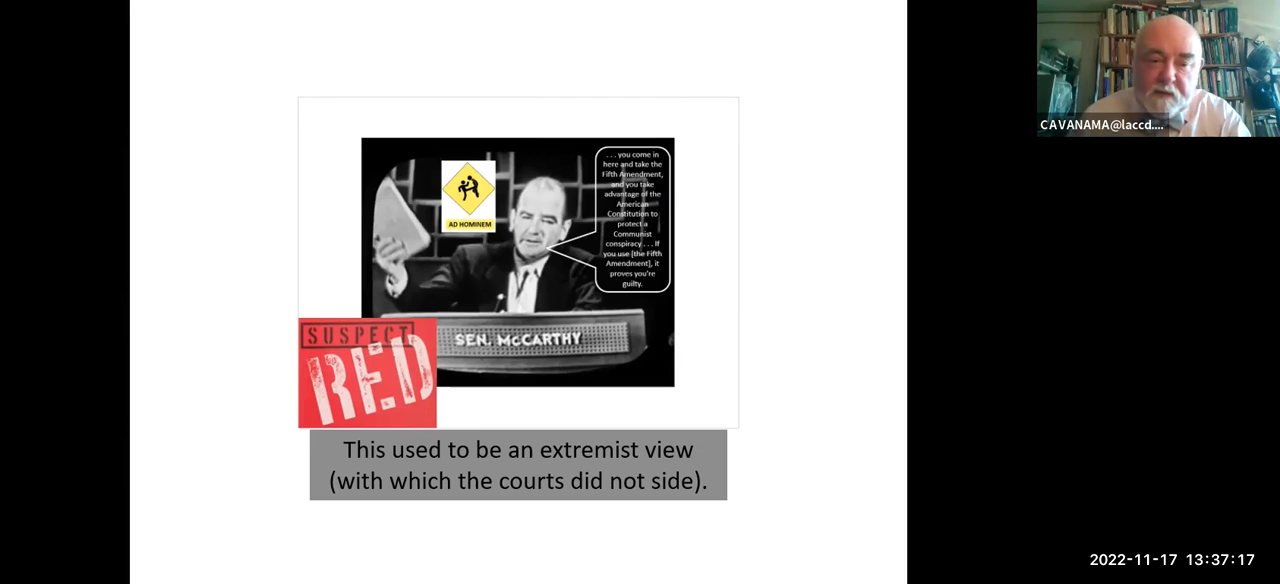 . . . you come in
here and take the
Fifth Amendment,
and you take
advantage of the
American
Constitution to
protect a
Communist
conspiracy . . . If
you use [the Fifth
Amendment], it
proves you're
guilty.
AD HOMINEM
SEN. McCARTHY
SUSPECT
RED
This used to be an extremist view
(with which the courts did not side).
CAVANAMA@laccd....
2022-11-17 13:37:17